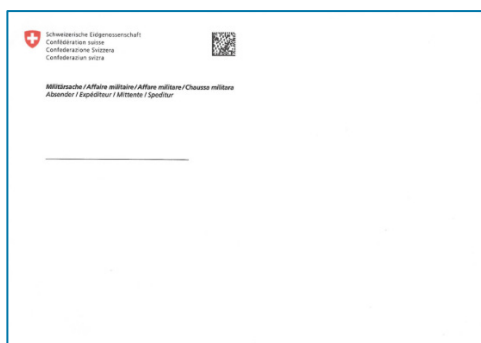 Schweizerische Eidgenossenschaft
Confédération suisse
Confederazione Svizzera
Confederaziun svizra
Militärsache / Affaire militaire / Affare militare / Chaussa militara
Absender / Expéditeur / Mittente / Speditur